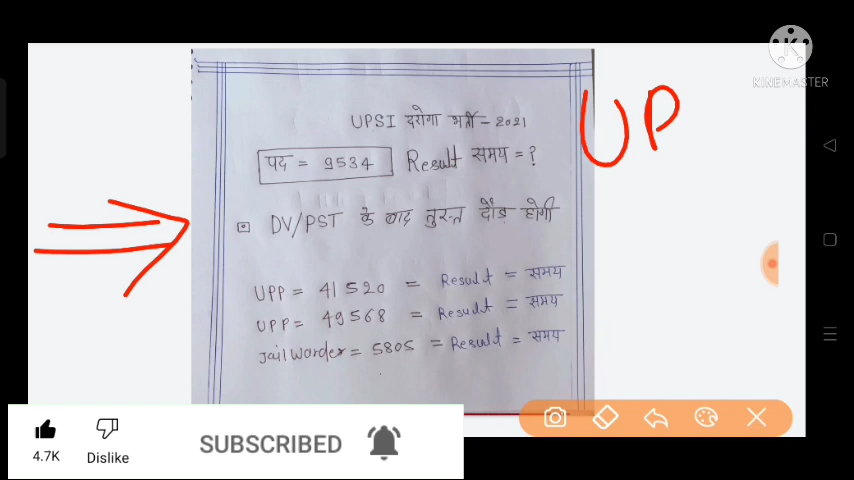 KINEMASTER
UP
UPSI दरोगा भर्ती - 2021
पद = 9534 Result समय = ?
DV/PST के बाद तुरन्त दौड़ होगी
UPP = 41520 = Result = समय
UPP = 49568 = Result = समय
Jail Worder = 5805 = Result = समय
4.7K
Dislike
SUBSCRIBED